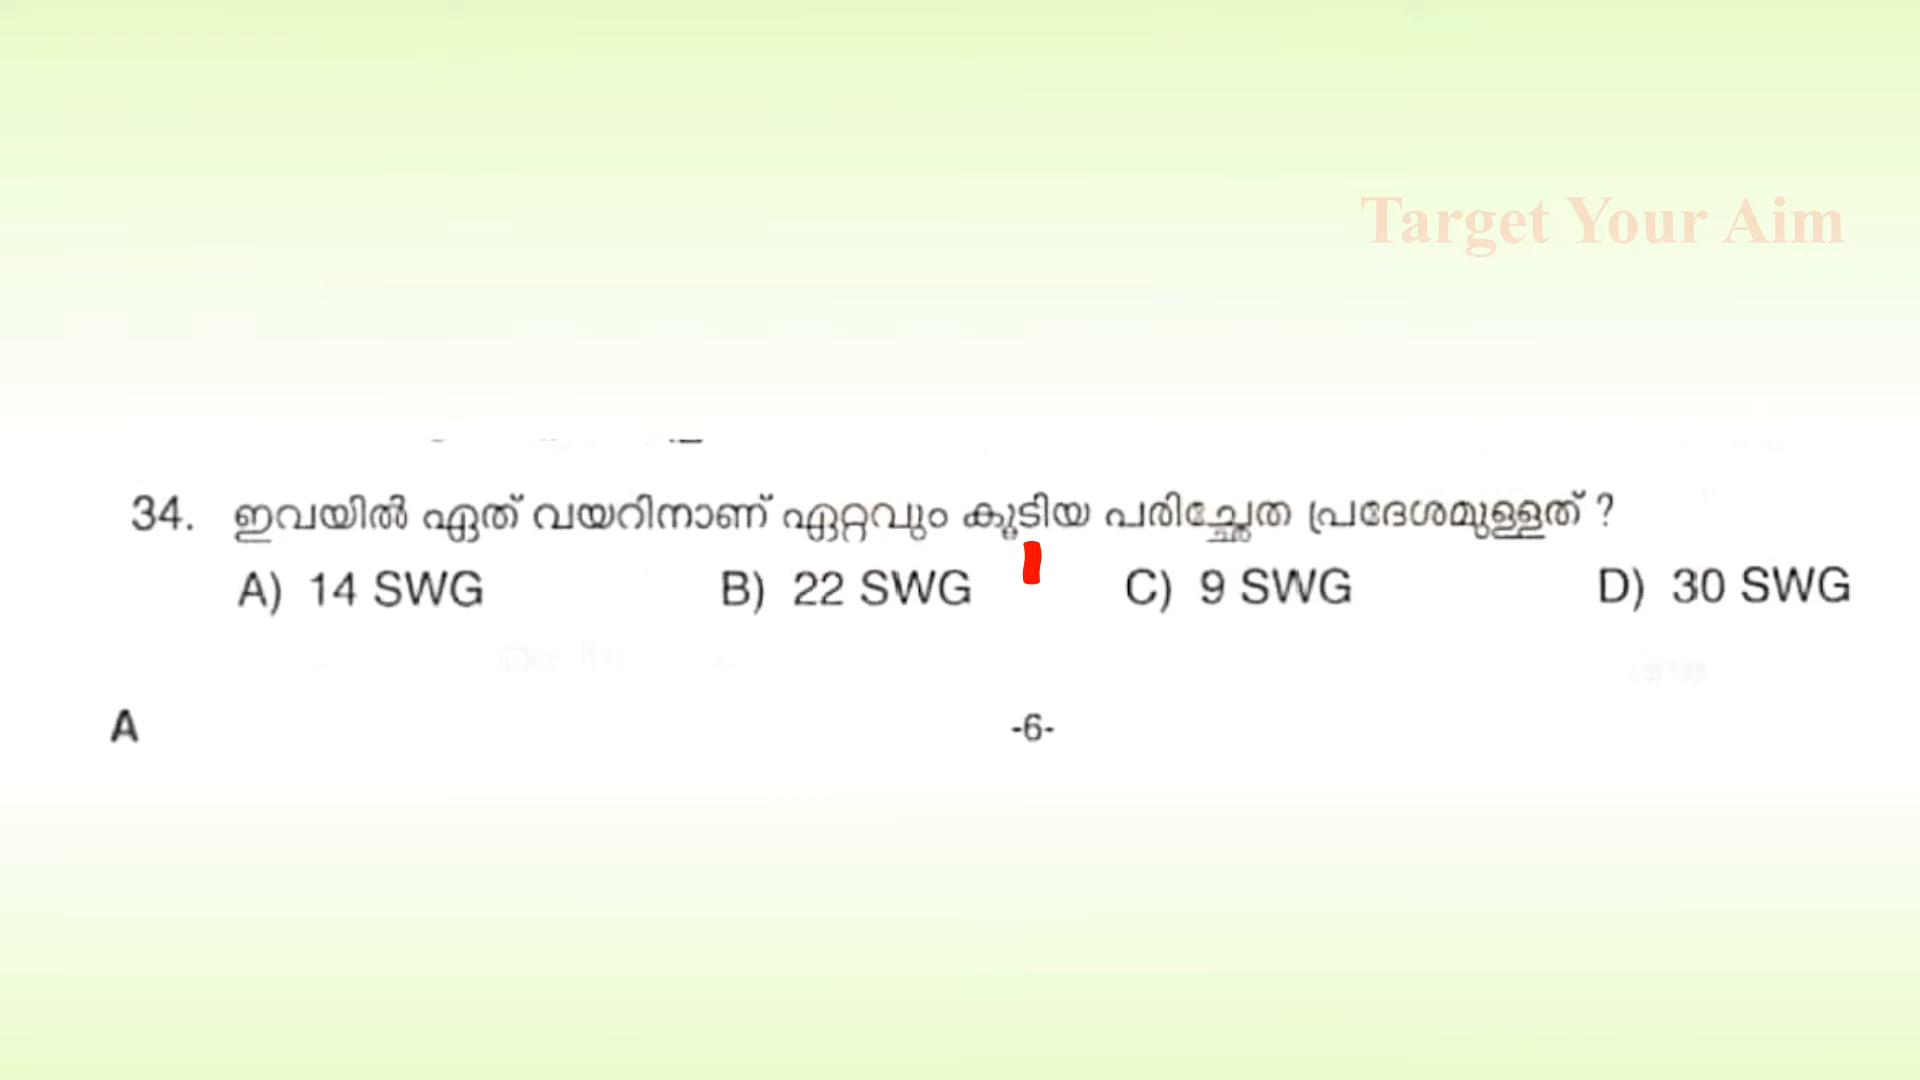 Target Your Aim
34. ഇവയിൽ ഏത് വയറിനാണ് ഏറ്റവും കൂടിയ പരിച്ഛേത പ്രദേശമുള്ളത് ?
A) 14 SWG B) 22 SWG C) 9 SWG D) 30 SWG
A -6-